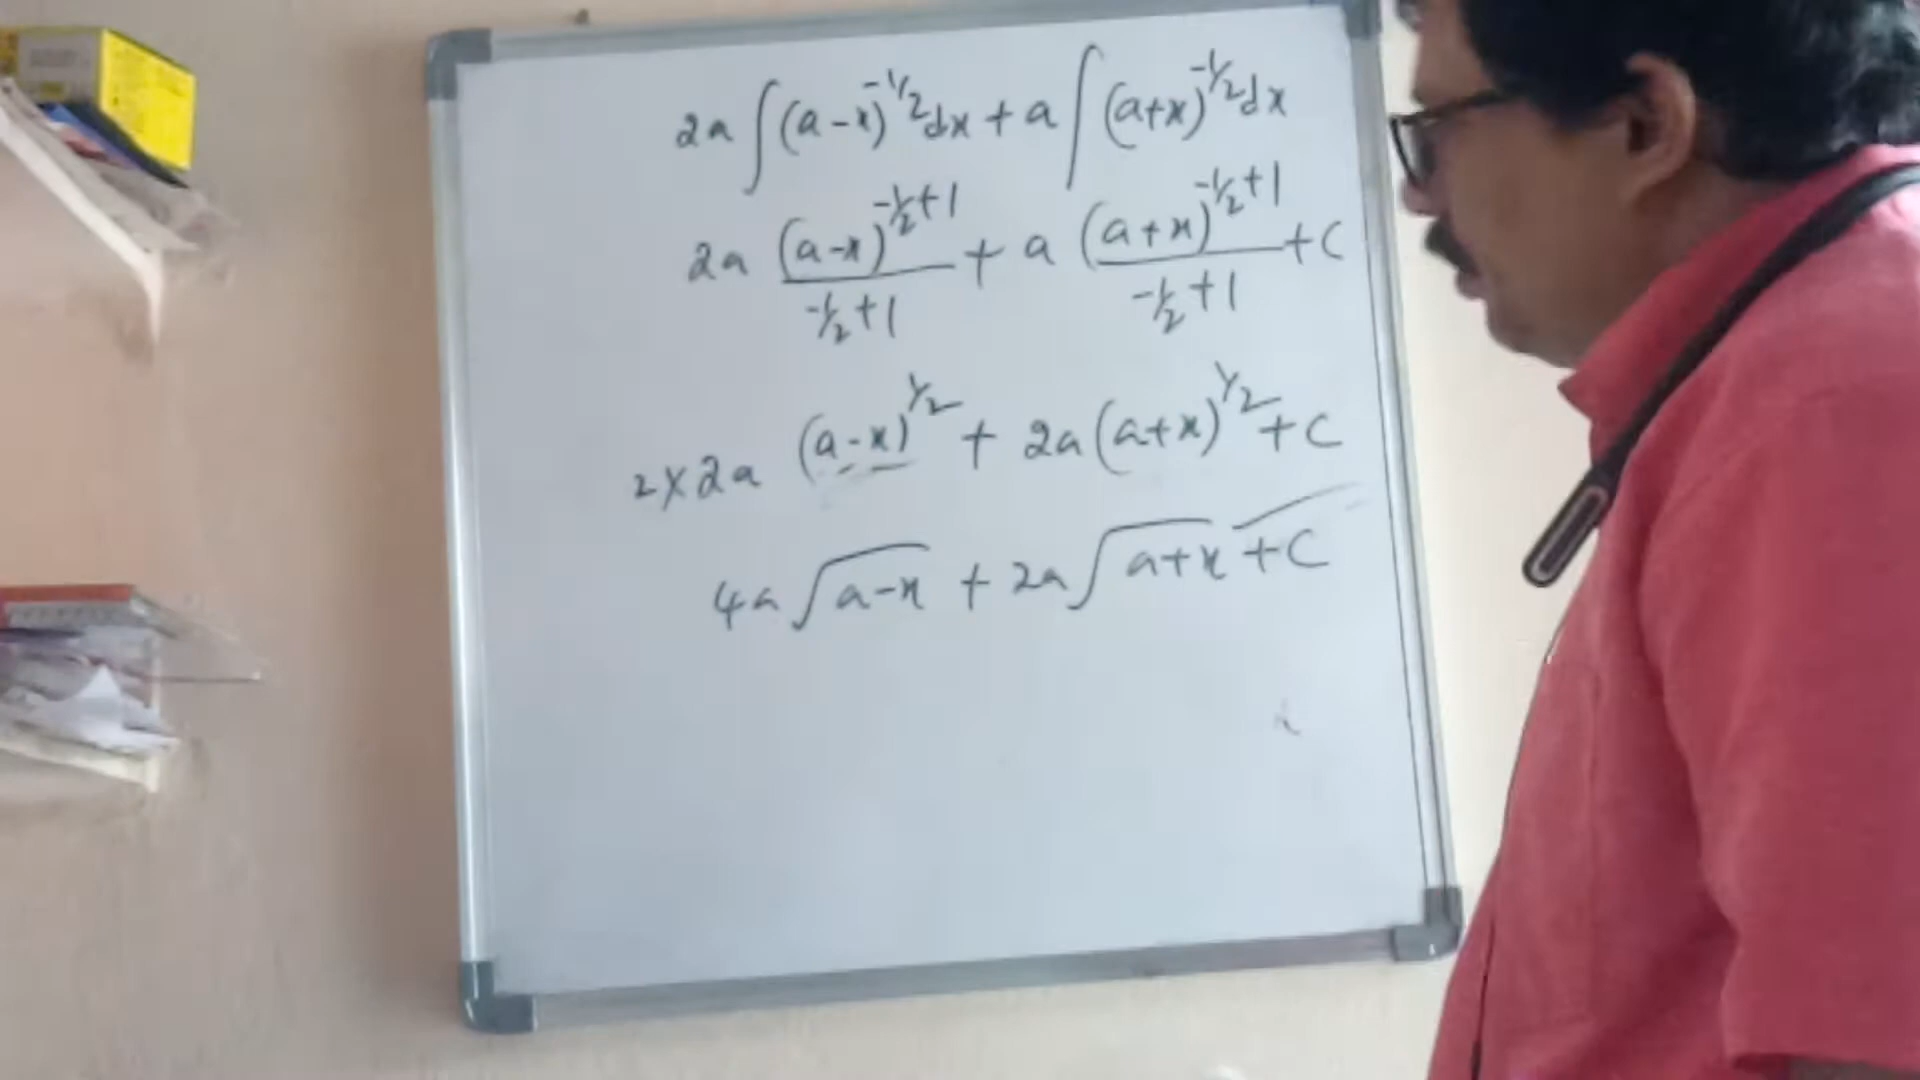 2a ∫(a-x)^-1/2 dx + a ∫(a+x)^-1/2 dx
2a (a-x)^-1/2+1 / -1/2+1 + a (a+x)^-1/2+1 / -1/2+1 + C
2×2a (a-x)^1/2 + 2a(a+x)^1/2 + C
4a√a-x + 2a√a+x + C